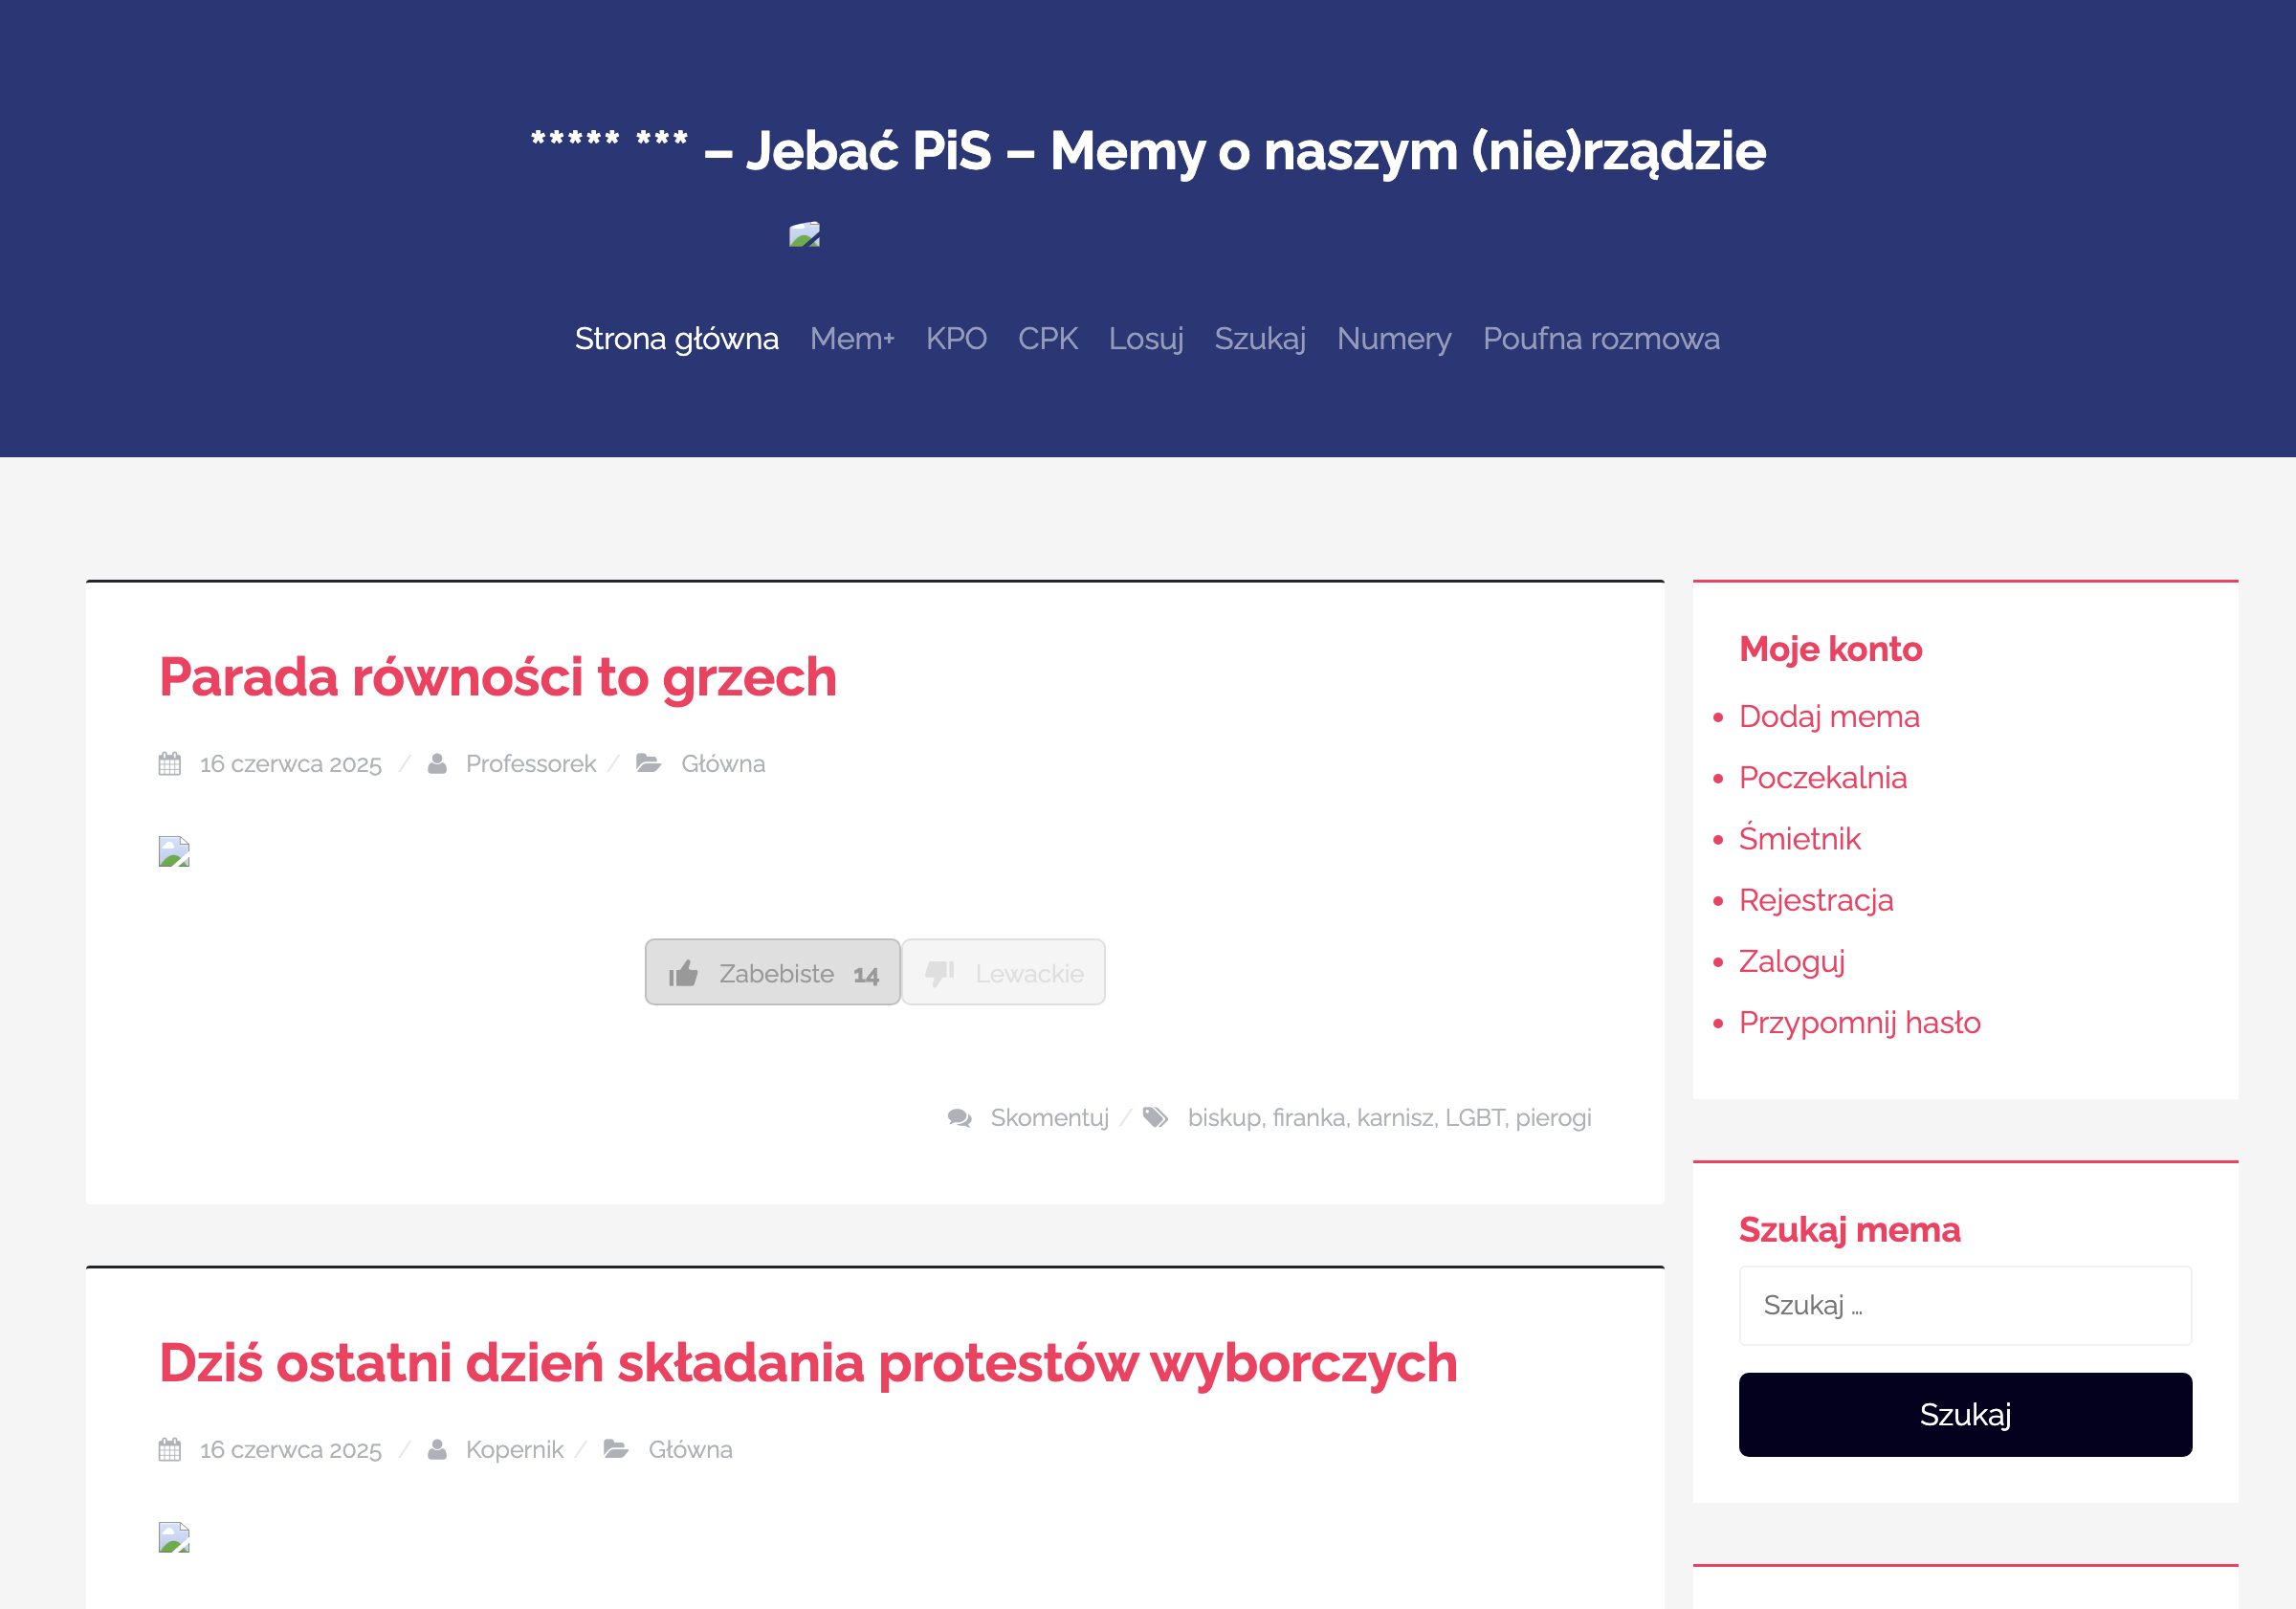 ***** *** – Jebać PiS – Memy o naszym (nie)rządzie
Strona główna Mem+ KPO CPK Losuj Szukaj Numery Poufna rozmowa
Parada równości to grzech
16 czerwca 2025 / Professorek / Główna
Zabebiste 14 Lewackie
Skomentuj / biskup, firanka, karnisz, LGBT, pierogi
Dziś ostatni dzień składania protestów wyborczych
16 czerwca 2025 / Kopernik / Główna
Moje konto
Dodaj mema
Poczekalnia
Śmietnik
Rejestracja
Zaloguj
Przypomnij hasło
Szukaj mema
Szukaj ...
Szukaj